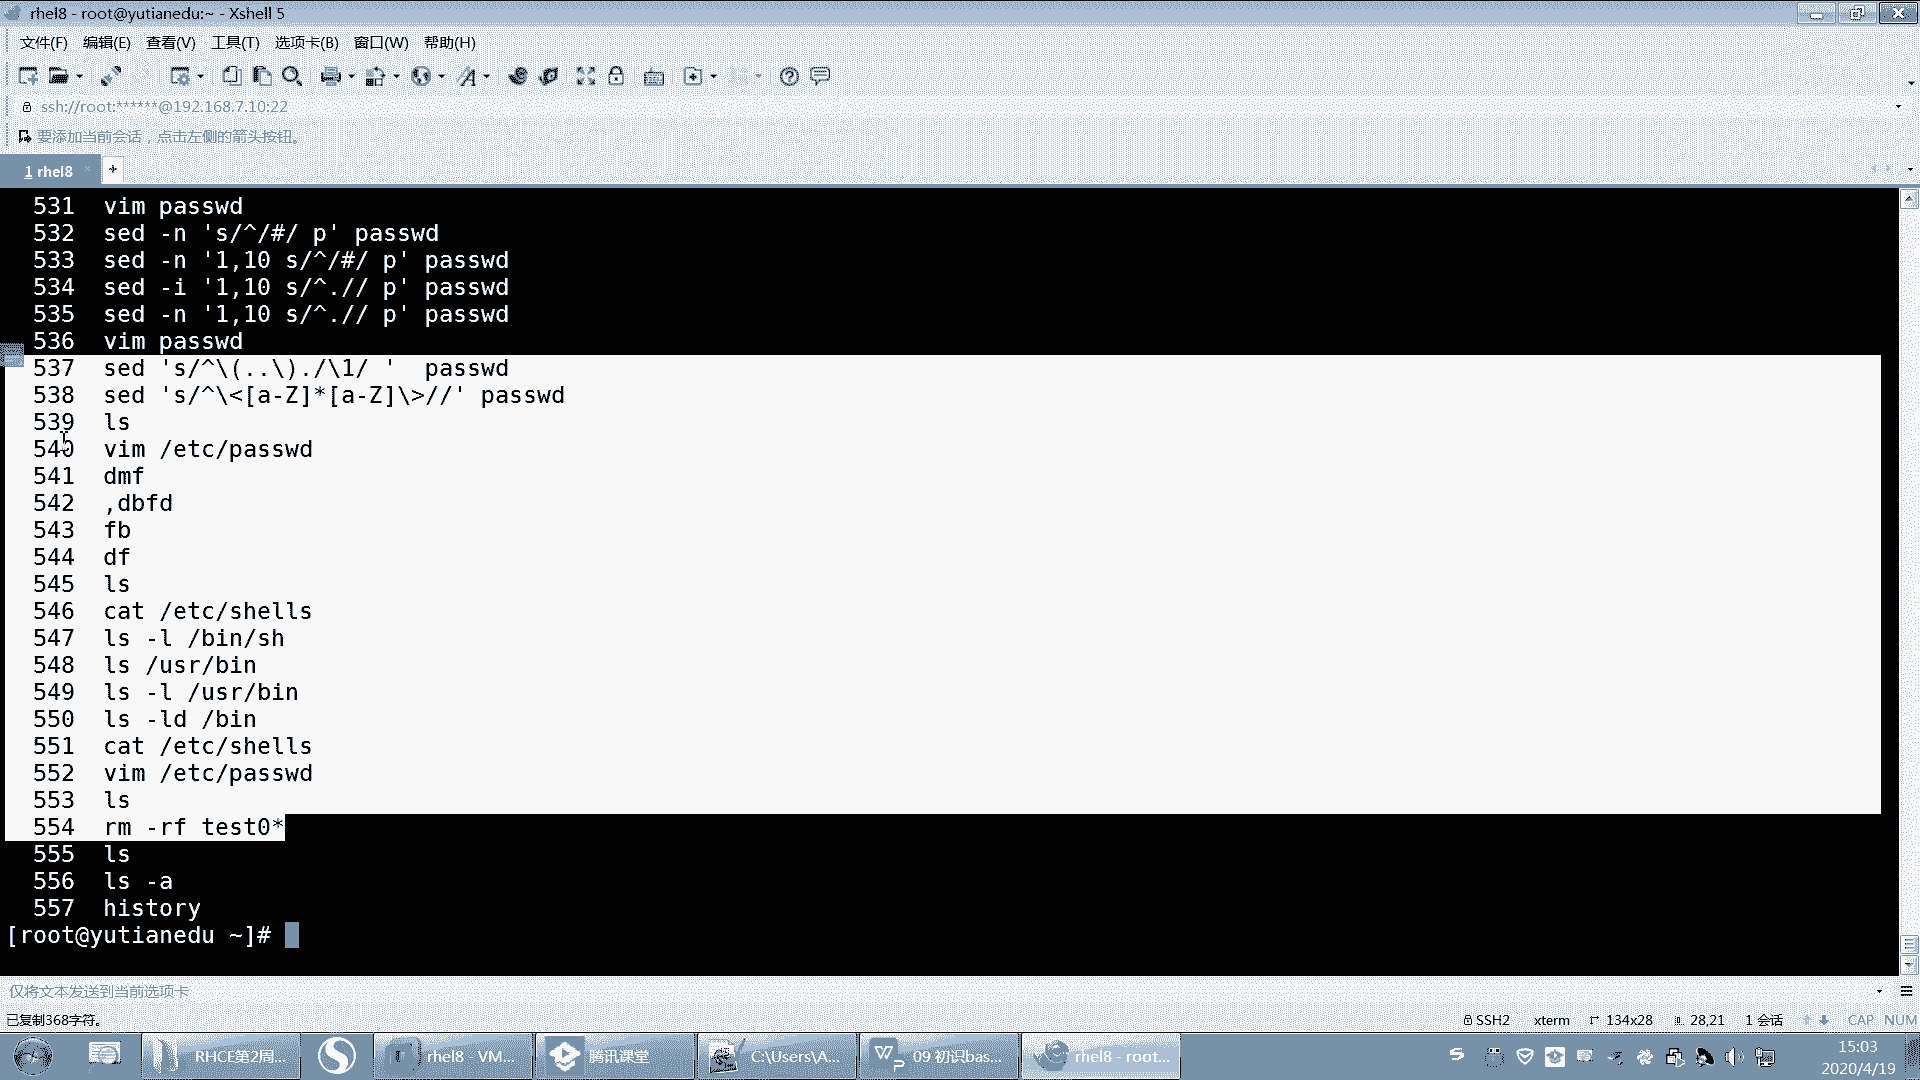 rhel8 - root@yutianedu:~ - Xshell 5
文件(F) 编辑(E) 查看(V) 工具(T) 选项卡(B) 窗口(W) 帮助(H)
ssh://root:******@192.168.7.10:22
要添加当前会话，点击左侧的箭头按钮。
1 rhel8
531 vim passwd
532 sed -n 's/^/#/ p' passwd
533 sed -n '1,10 s/^/#/ p' passwd
534 sed -i '1,10 s/^.// p' passwd
535 sed -n '1,10 s/^.// p' passwd
536 vim passwd
537 sed 's/^\(..\)./\1/ '  passwd
538 sed 's/^\<[a-Z]*[a-Z]\>//' passwd
539 ls
540 vim /etc/passwd
541 dmf
542 ,dbfd
543 fb
544 df
545 ls
546 cat /etc/shells
547 ls -l /bin/sh
548 ls /usr/bin
549 ls -l /usr/bin
550 ls -ld /bin
551 cat /etc/shells
552 vim /etc/passwd
553 ls
554 rm -rf test0*
555 ls
556 ls -a
557 history
[root@yutianedu ~]#
仅将文本发送到当前选项卡
已复制368字符。 SSH2 xterm 134x28 28,21 1 会话 CAP NUM
RHCE第2周... rhel8 - VM... 腾讯课堂 C:\Users\A... 09 初识bas... rhel8 - root... 15:03
2020/4/19